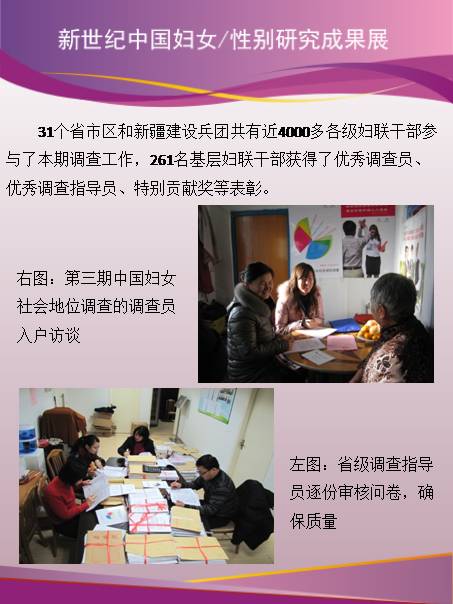 新世纪中国妇女/性别研究成果展
31个省市区和新疆建设兵团共有近4000多各级妇联干部参
与了本期调查工作，261名基层妇联干部获得了优秀调查员、
优秀调查指导员、特别贡献奖等表彰。
右图：第三期中国妇女
社会地位调查的调查员
入户访谈
左图：省级调查指导
员逐份审核问卷，确
保质量